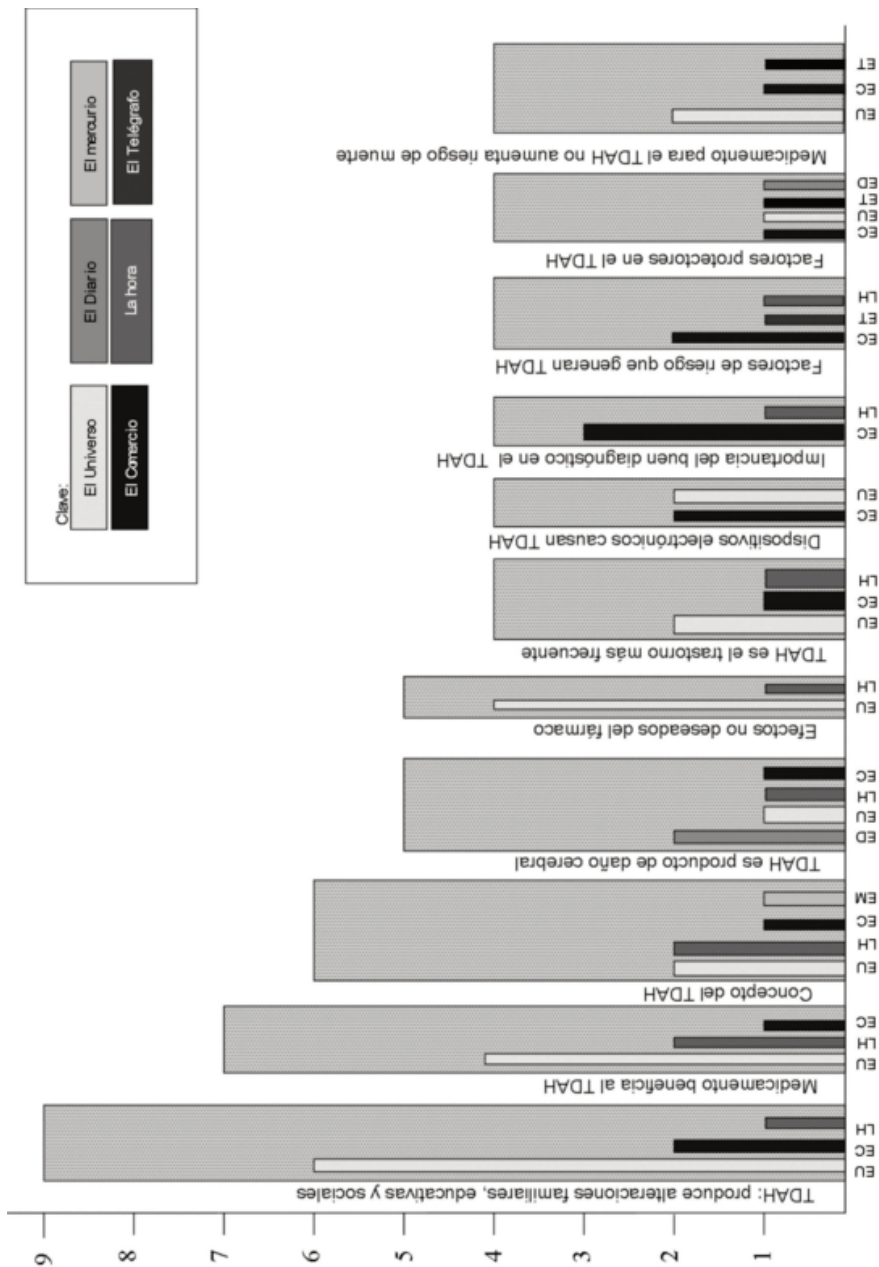 Clave:
El Universo
El Diario
El mercurio
El Comercio
La hora
El Telégrafo
9
8
7
6
5
4
3
2
1
TDAH: produce alteraciones familiares, educativas y sociales
EU
EC
LH
Medicamento beneficia al TDAH
EU
LH
EC
Concepto del TDAH
EU
LH
EC
EM
TDAH es producto de daño cerebral
ED
EU
LH
EC
Efectos no deseados del fármaco
EU
LH
TDAH es el trastorno más frecuente
EU
EC
LH
Dispositivos electrónicos causan TDAH
EC
EU
Importancia del buen diagnóstico en el TDAH
EC
LH
Factores de riesgo que generan TDAH
EC
ET
LH
Factores protectores en el TDAH
EC
EU
ET
ED
Medicamento para el TDAH no aumenta riesgo de muerte
EU
EC
ET